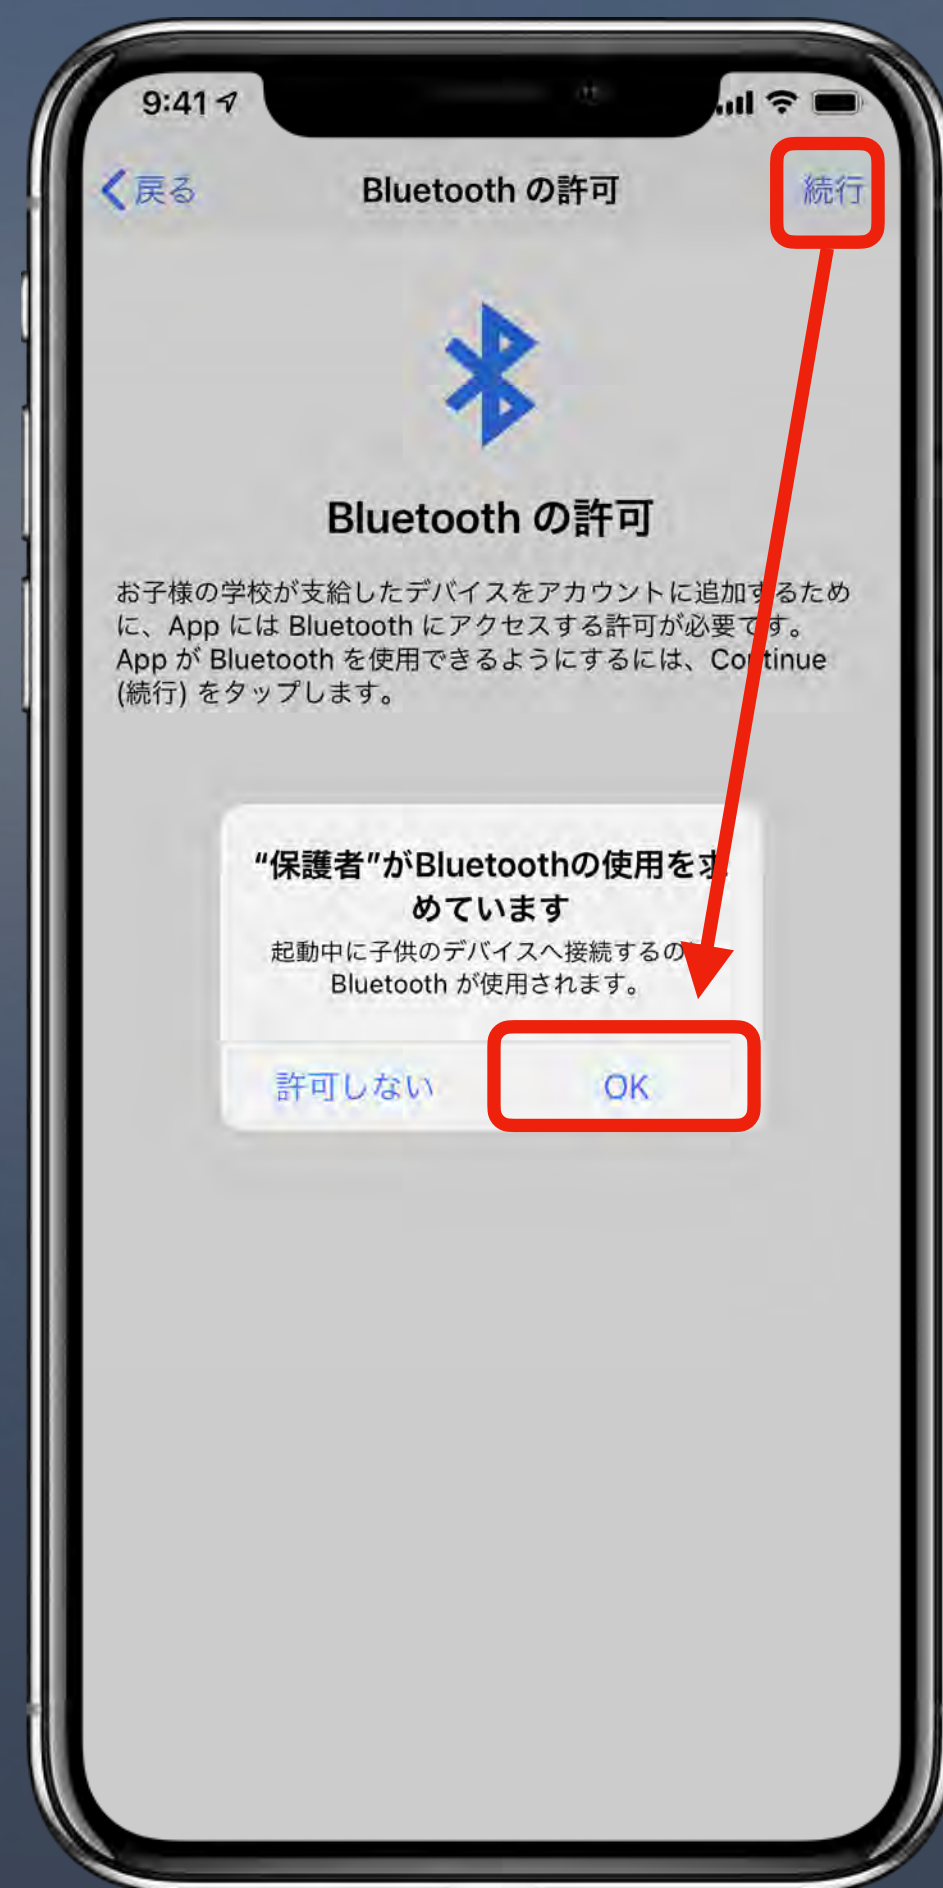 9:41
戻る
Bluetooth の許可
続行
Bluetooth の許可
お子様の学校が支給したデバイスをアカウントに追加するため
に、App には Bluetooth にアクセスする許可が必要です。
App が Bluetooth を使用できるようにするには、Continue
(続行) をタップします。
“保護者”がBluetoothの使用を求
めています
起動中に子供のデバイスへ接続するの
Bluetooth が使用されます。
許可しない
OK